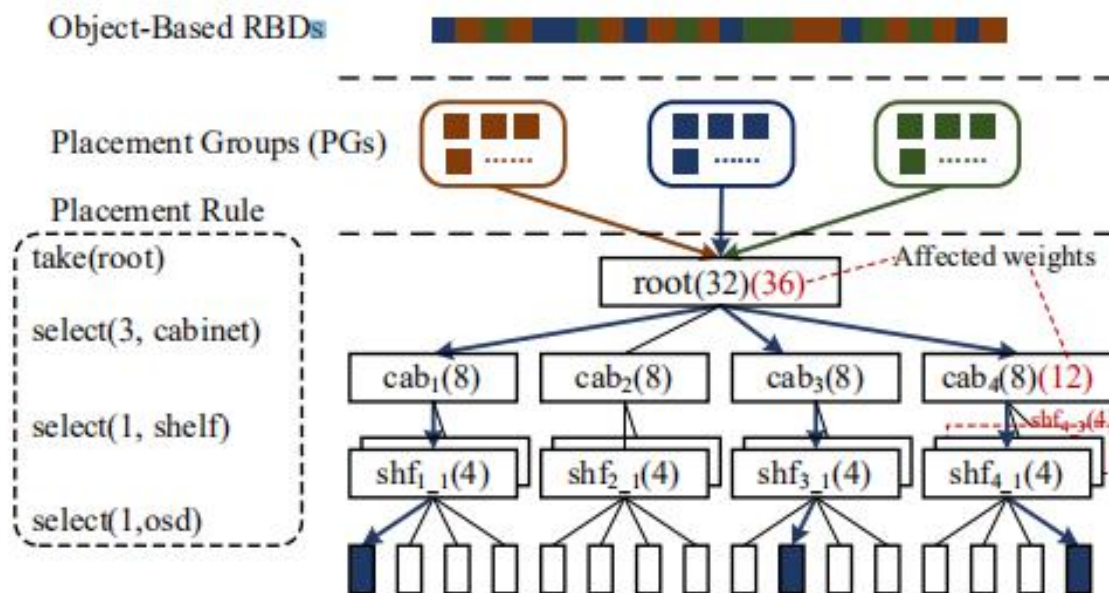 Object-Based RBDs
Placement Groups (PGs)
Placement Rule
take(root)
select(3, cabinet)
select(1, shelf)
select(1,osd)
root(32)(36)
Affected weights
cab1(8)
cab2(8)
cab3(8)
cab4(8)(12)
shf4_3(4
shf1_1(4)
shf2_1(4)
shf3_1(4)
shf4_1(4)